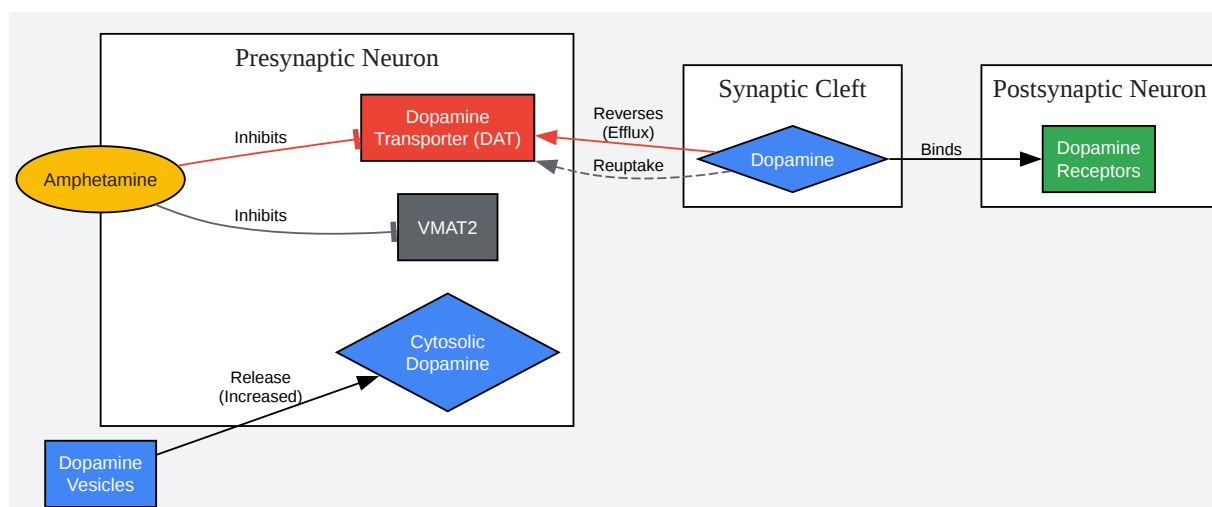 Presynaptic Neuron
Synaptic Cleft
Postsynaptic Neuron
Dopamine
Transporter (DAT)
Inhibits
Reverses
(Efflux)
Reuptake
Dopamine
Binds
Dopamine
Receptors
Amphetamine
Inhibits
VMAT2
Cytosolic
Dopamine
Release
(Increased)
Dopamine
Vesicles